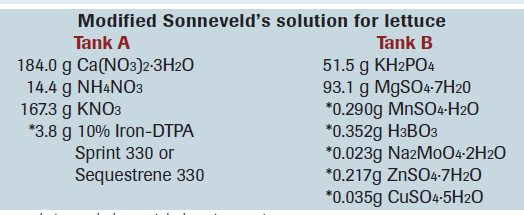 Modified Sonneveld's solution for lettuce
Tank A
184.0 g Ca(NO3)2·3H2O
14.4 g NH4NO3
167.3 g KNO3
*3.8 g 10% Iron-DTPA
Sprint 330 or
Sequestrene 330
Tank B
51.5 g KH2PO4
93.1 g MgSO4·7H20
*0.290g MnSO4·H2O
*0.352g H3BO3
*0.023g Na2MoO4·2H2O
*0.217g ZnSO4·7H2O
*0.035g CuSO4·5H2O